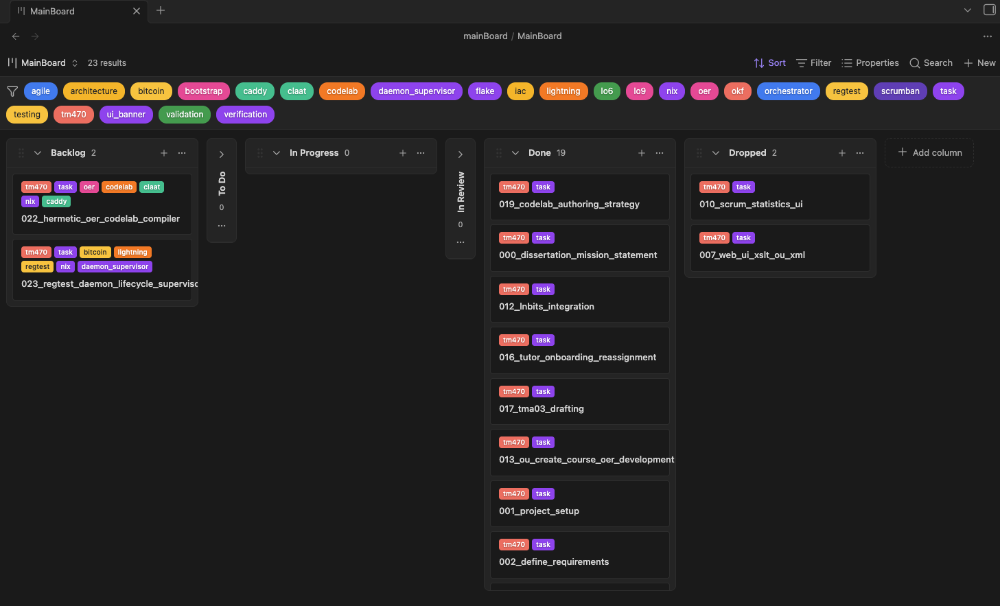 MainBoard
mainBoard / MainBoard
MainBoard 23 results Sort Filter Properties Search New
agile architecture bitcoin bootstrap caddy claat codelab daemon_supervisor flake iac lightning lo6 lo9 nix oer okf orchestrator regtest scrumban task
testing tm470 ui_banner validation verification
Backlog 2
tm470 task oer codelab claat
nix caddy
022_hermetic_oer_codelab_compiler
tm470 task bitcoin lightning
regtest nix daemon_supervisor
023_regtest_daemon_lifecycle_superviso
To Do
0
In Progress 0
In Review
0
Done 19
tm470 task
019_codelab_authoring_strategy
tm470 task
000_dissertation_mission_statement
tm470 task
012_lnbits_integration
tm470 task
016_tutor_onboarding_reassignment
tm470 task
017_tma03_drafting
tm470 task
013_ou_create_course_oer_development
tm470 task
001_project_setup
tm470 task
002_define_requirements
Dropped 2
tm470 task
010_scrum_statistics_ui
tm470 task
007_web_ui_xslt_ou_xml
Add column